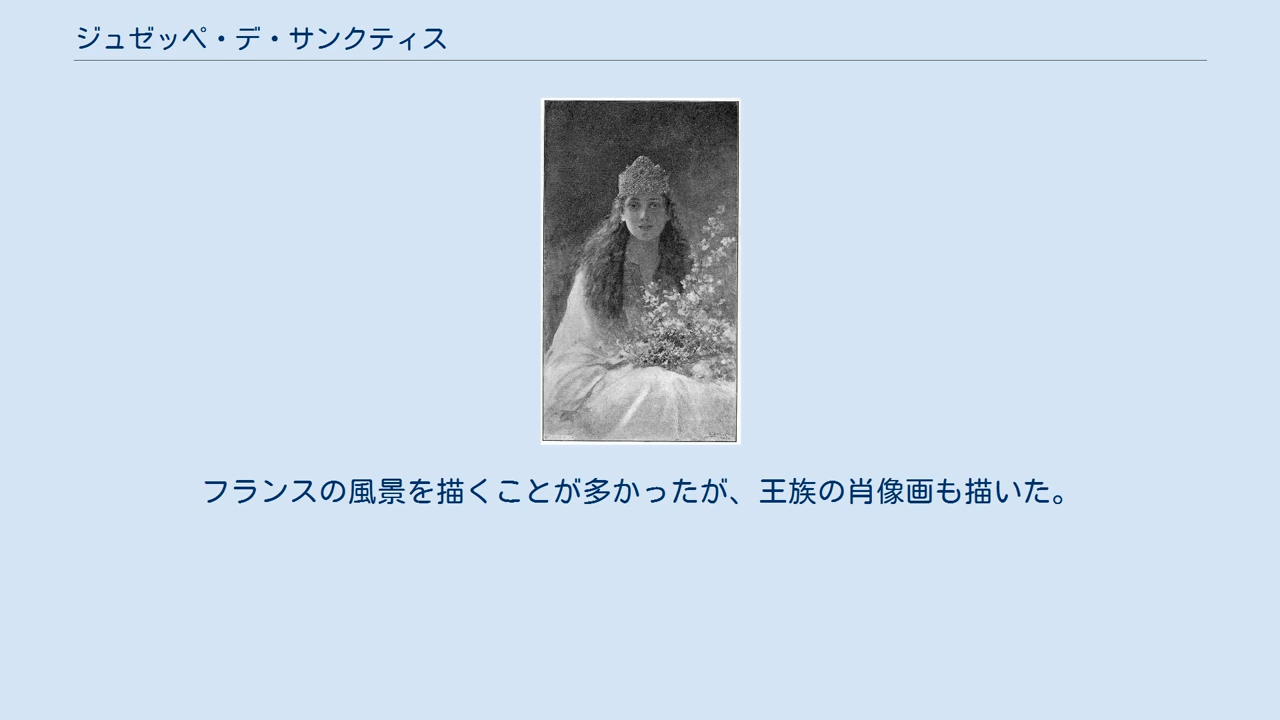 ジュゼッペ・デ・サンクティス
フランスの風景を描くことが多かったが、王族の肖像画も描いた。